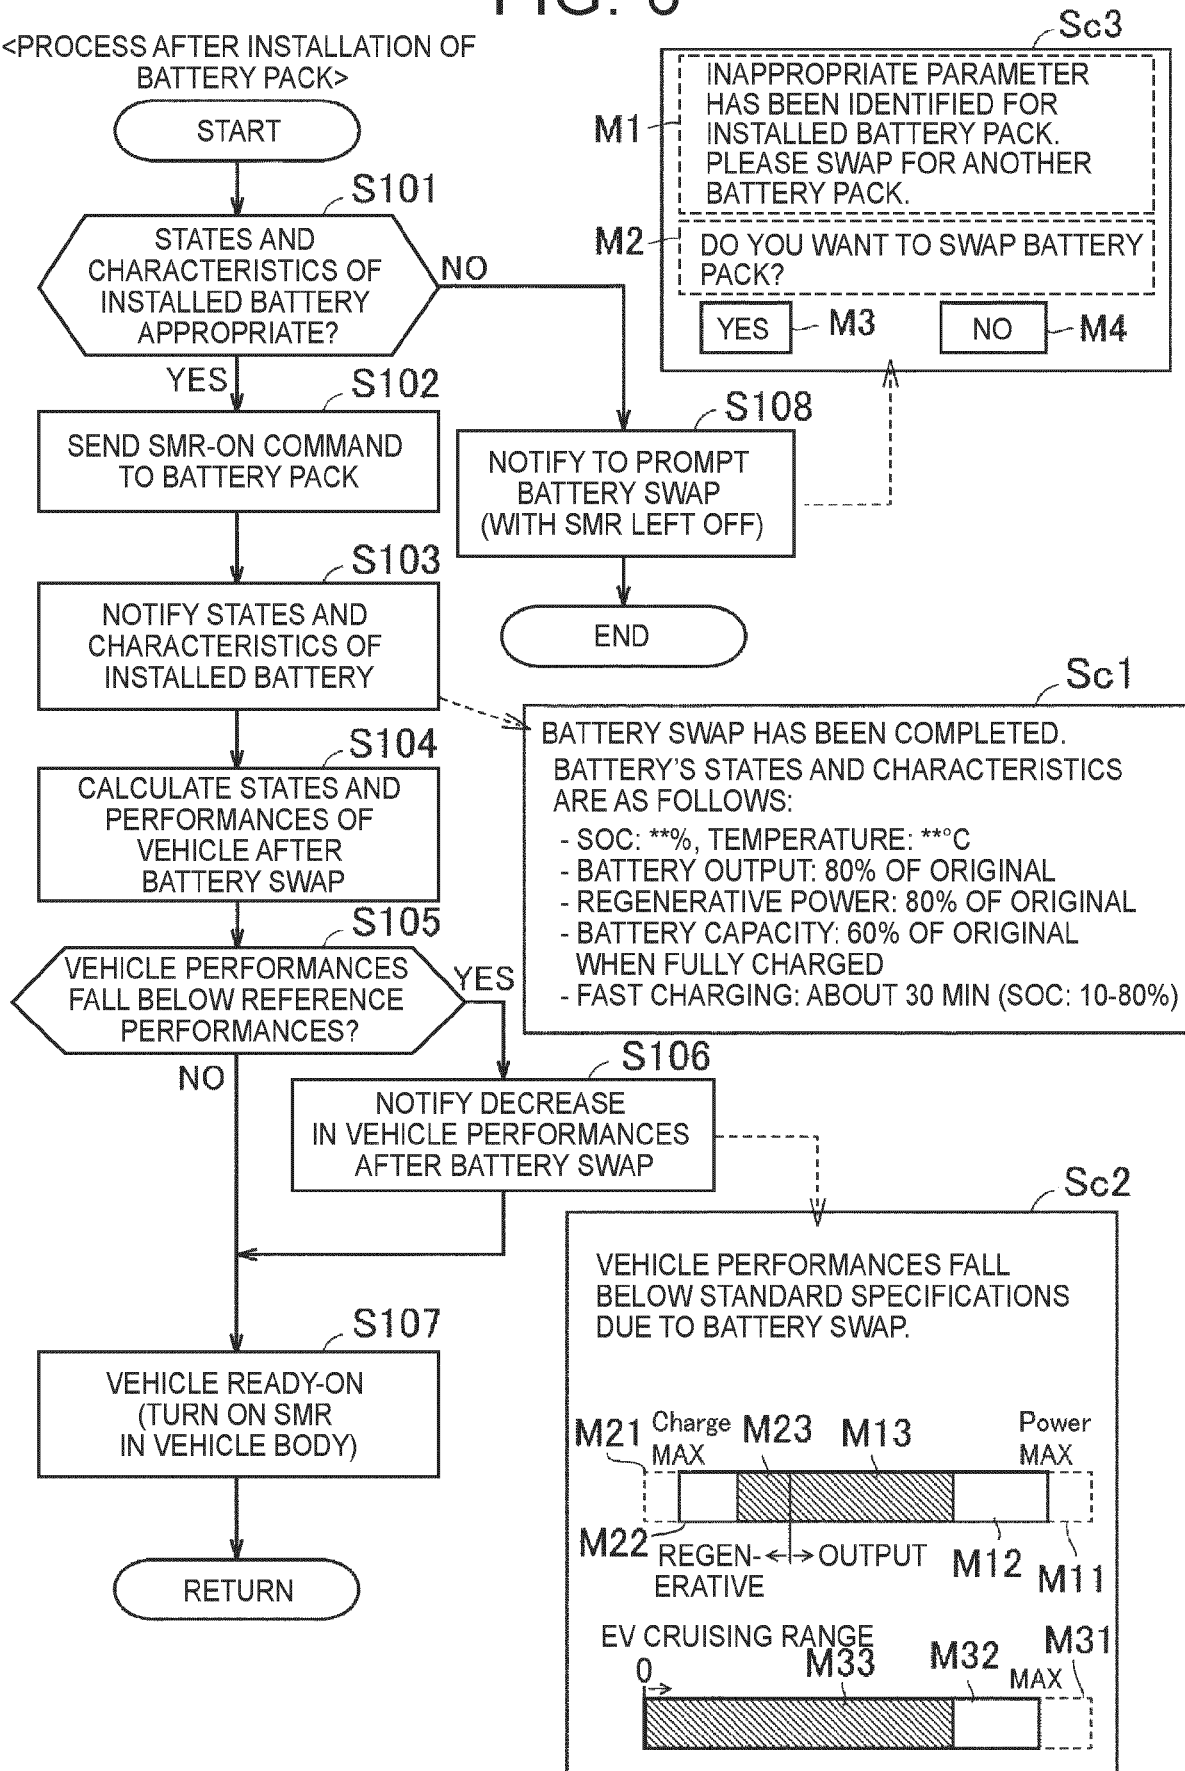 <PROCESS AFTER INSTALLATION OF
BATTERY PACK>
START
S101
STATES AND
CHARACTERISTICS OF
INSTALLED BATTERY
APPROPRIATE?
NO
YES
S102
SEND SMR-ON COMMAND
TO BATTERY PACK
S108
NOTIFY TO PROMPT
BATTERY SWAP
(WITH SMR LEFT OFF)
END
Sc3
M1
INAPPROPRIATE PARAMETER
HAS BEEN IDENTIFIED FOR
INSTALLED BATTERY PACK.
PLEASE SWAP FOR ANOTHER
BATTERY PACK.
M2
DO YOU WANT TO SWAP BATTERY
PACK?
YES
M3
NO
M4
S103
NOTIFY STATES AND
CHARACTERISTICS OF
INSTALLED BATTERY
Sc1
BATTERY SWAP HAS BEEN COMPLETED.
BATTERY'S STATES AND CHARACTERISTICS
ARE AS FOLLOWS:
- SOC: **%, TEMPERATURE: **°C
- BATTERY OUTPUT: 80% OF ORIGINAL
- REGENERATIVE POWER: 80% OF ORIGINAL
- BATTERY CAPACITY: 60% OF ORIGINAL
WHEN FULLY CHARGED
- FAST CHARGING: ABOUT 30 MIN (SOC: 10-80%)
S104
CALCULATE STATES AND
PERFORMANCES OF
VEHICLE AFTER
BATTERY SWAP
S105
VEHICLE PERFORMANCES
FALL BELOW REFERENCE
PERFORMANCES?
YES
NO
S106
NOTIFY DECREASE
IN VEHICLE PERFORMANCES
AFTER BATTERY SWAP
S107
VEHICLE READY-ON
(TURN ON SMR
IN VEHICLE BODY)
RETURN
Sc2
VEHICLE PERFORMANCES FALL
BELOW STANDARD SPECIFICATIONS
DUE TO BATTERY SWAP.
M21
Charge
MAX
M23
M13
Power
MAX
M22
REGEN-
ERATIVE
OUTPUT
M12
M11
EV CRUISING RANGE
0
M33
M32
MAX
M31